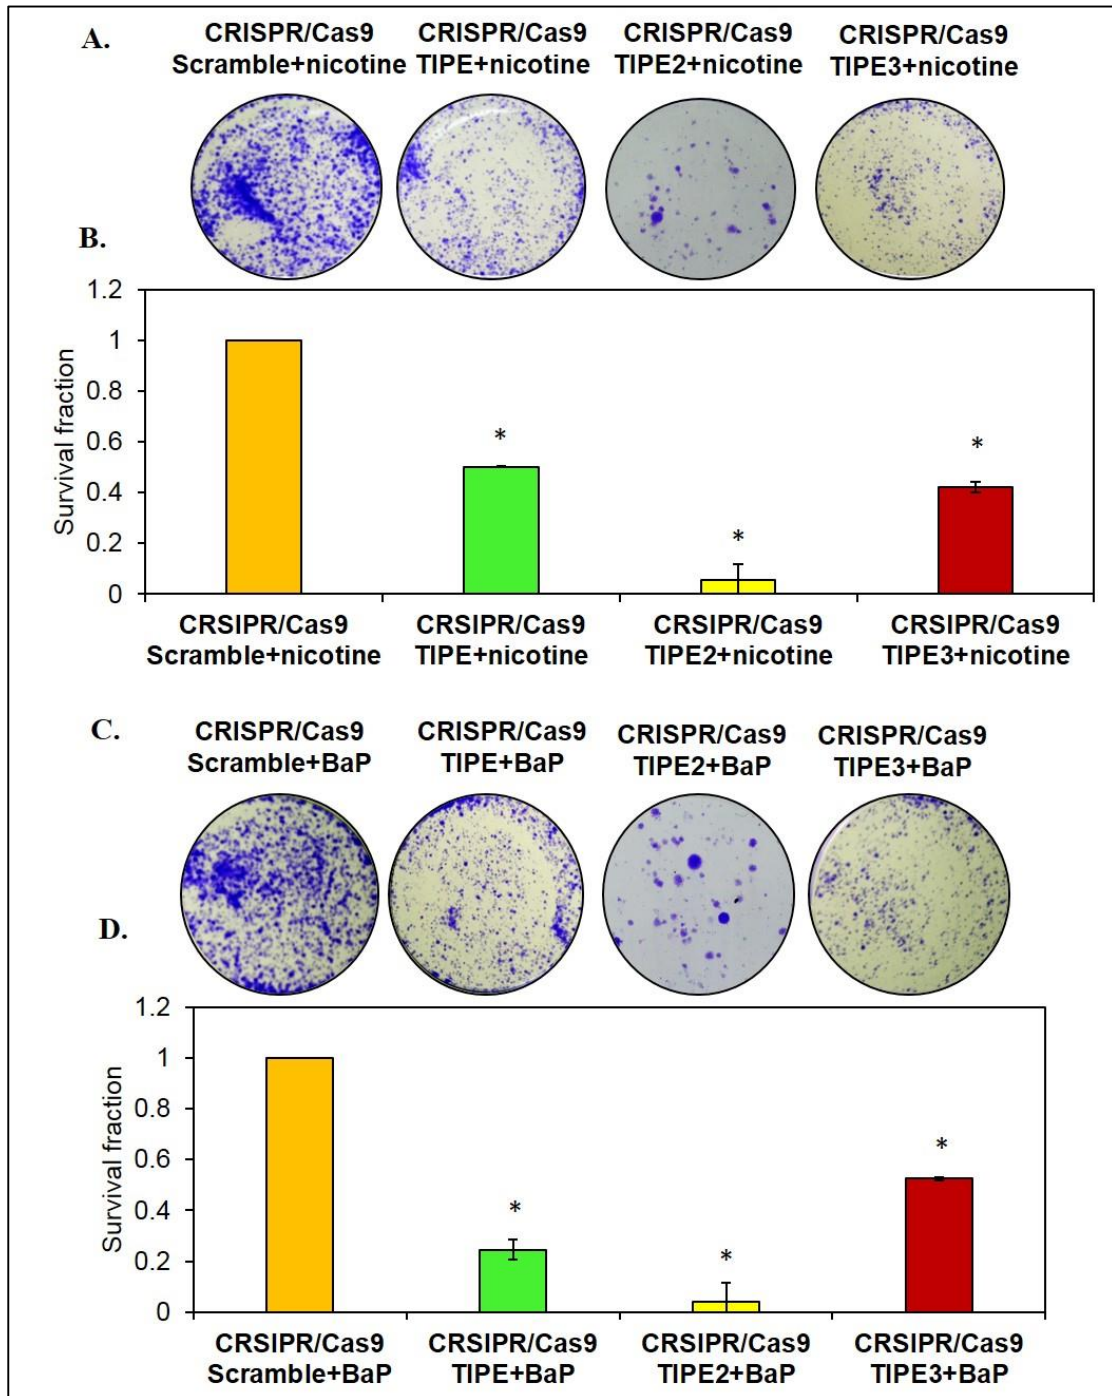 A.
CRISPR/Cas9 CRISPR/Cas9 CRISPR/Cas9 CRISPR/Cas9
Scramble+nicotine TIPE+nicotine TIPE2+nicotine TIPE3+nicotine
B.
1.2
1
0.8
0.6
0.4
0.2
0
Survival fraction
*
*
*
CRSIPR/Cas9 CRSIPR/Cas9 CRSIPR/Cas9 CRSIPR/Cas9
Scramble+nicotine TIPE+nicotine TIPE2+nicotine TIPE3+nicotine
C.
CRISPR/Cas9 CRISPR/Cas9 CRISPR/Cas9 CRISPR/Cas9
Scramble+BaP TIPE+BaP TIPE2+BaP TIPE3+BaP
D.
1.2
1
0.8
0.6
0.4
0.2
0
Survival fraction
*
*
*
CRSIPR/Cas9 CRSIPR/Cas9 CRSIPR/Cas9 CRSIPR/Cas9
Scramble+BaP TIPE+BaP TIPE2+BaP TIPE3+BaP